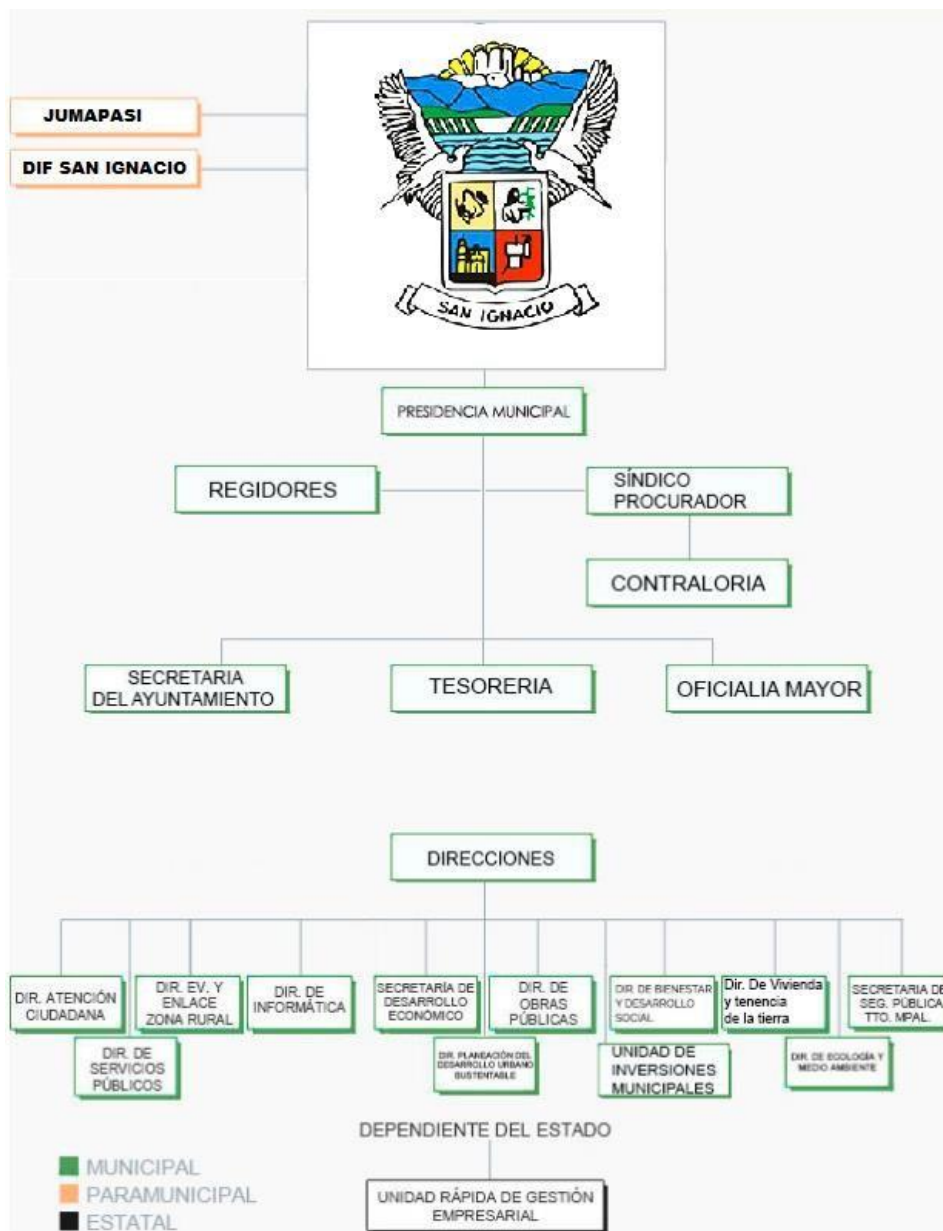 JUMAPASI
DIF SAN IGNACIO
SAN IGNACIO
PRESIDENCIA MUNICIPAL
REGIDORES
SÍNDICO
PROCURADOR
CONTRALORIA
SECRETARIA
DEL AYUNTAMIENTO
TESORERIA
OFICIALIA MAYOR
DIRECCIONES
DIR. ATENCIÓN
CIUDADANA
DIR. EV. Y
ENLACE
ZONA RURAL
DIR. DE
INFORMÁTICA
SECRETARÍA DE
DESARROLLO
ECONÓMICO
DIR. DE
OBRAS
PÚBLICAS
DIR. DE BIENESTAR
Y DESARROLLO
SOCIAL
Dir. De Vivienda
y tenencia
de la tierra
SECRETARIA DE
SEG. PÚBLICA
TTO. MPAL.
DIR. DE
SERVICIOS
PÚBLICOS
DIR. PLANEACIÓN DEL
DESARROLLO URBANO
SUSTENTABLE
UNIDAD DE
INVERSIONES
MUNICIPALES
DIR. DE ECOLOGÍA Y
MEDIO AMBIENTE
DEPENDIENTE DEL ESTADO
UNIDAD RÁPIDA DE GESTIÓN
EMPRESARIAL
MUNICIPAL
PARAMUNICIPAL
ESTATAL